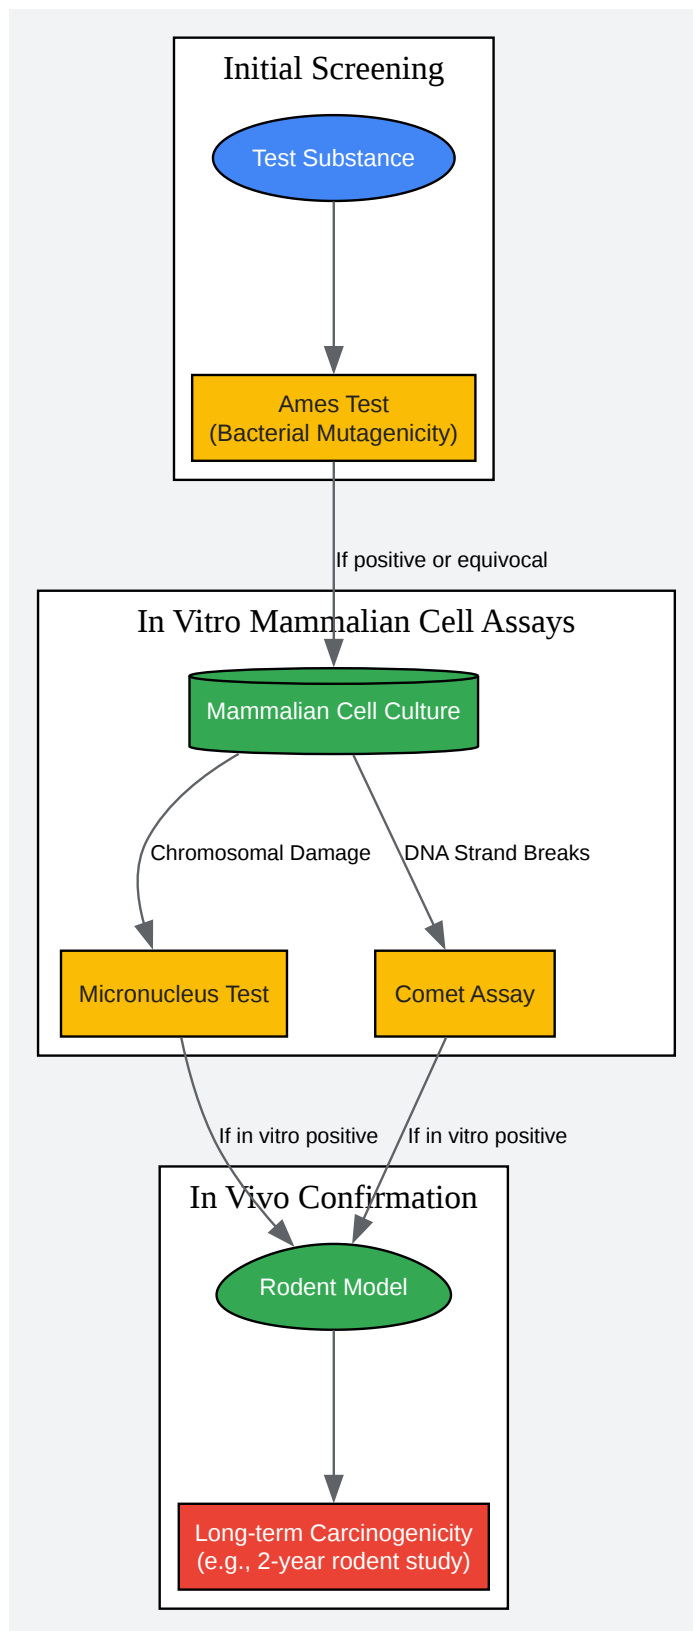 Initial Screening
Test Substance
Ames Test
(Bacterial Mutagenicity)
If positive or equivocal
In Vitro Mammalian Cell Assays
Mammalian Cell Culture
Chromosomal Damage
DNA Strand Breaks
Micronucleus Test
Comet Assay
If in vitro positive
If in vitro positive
In Vivo Confirmation
Rodent Model
Long-term Carcinogenicity
(e.g., 2-year rodent study)